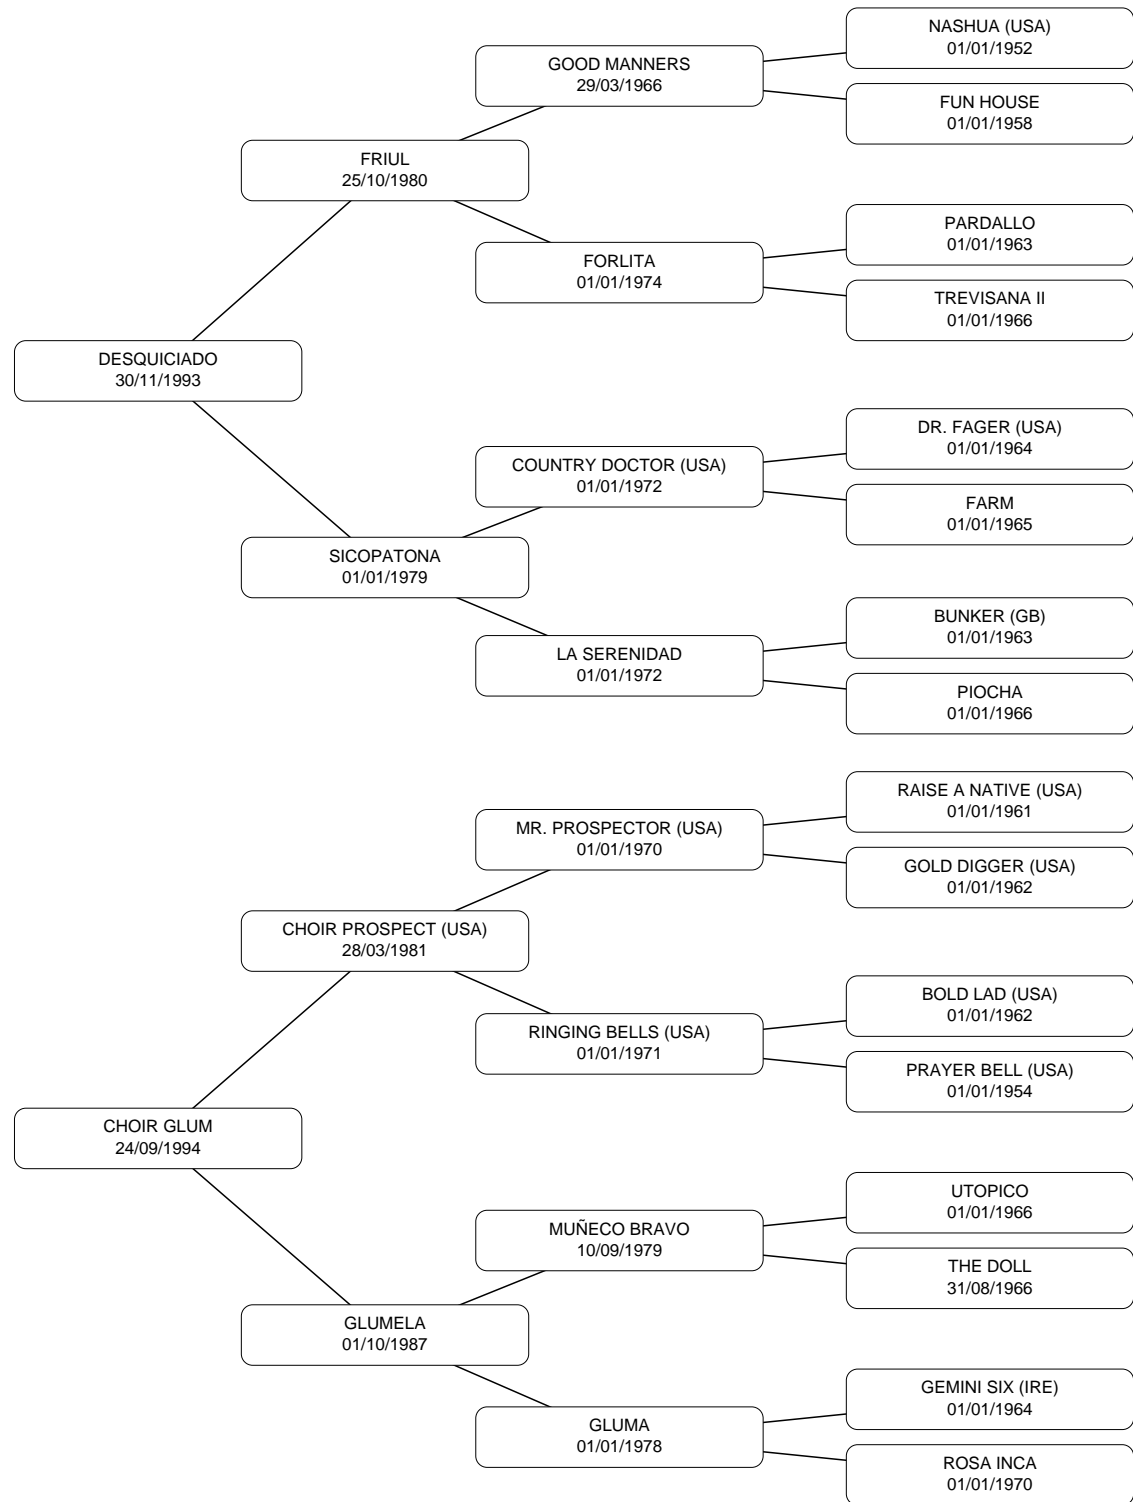 NASHUA (USA)
01/01/1952
GOOD MANNERS
29/03/1966
FUN HOUSE
01/01/1958
FRIUL
25/10/1980
PARDALLO
01/01/1963
FORLITA
01/01/1974
TREVISANA II
01/01/1966
DESQUICIADO
30/11/1993
DR. FAGER (USA)
01/01/1964
COUNTRY DOCTOR (USA)
01/01/1972
FARM
01/01/1965
SICOPATONA
01/01/1979
BUNKER (GB)
01/01/1963
LA SERENIDAD
01/01/1972
PIOCHA
01/01/1966
RAISE A NATIVE (USA)
01/01/1961
MR. PROSPECTOR (USA)
01/01/1970
GOLD DIGGER (USA)
01/01/1962
CHOIR PROSPECT (USA)
28/03/1981
BOLD LAD (USA)
01/01/1962
RINGING BELLS (USA)
01/01/1971
PRAYER BELL (USA)
01/01/1954
CHOIR GLUM
24/09/1994
UTOPICO
01/01/1966
MUÑECO BRAVO
10/09/1979
THE DOLL
31/08/1966
GLUMELA
01/10/1987
GEMINI SIX (IRE)
01/01/1964
GLUMA
01/01/1978
ROSA INCA
01/01/1970